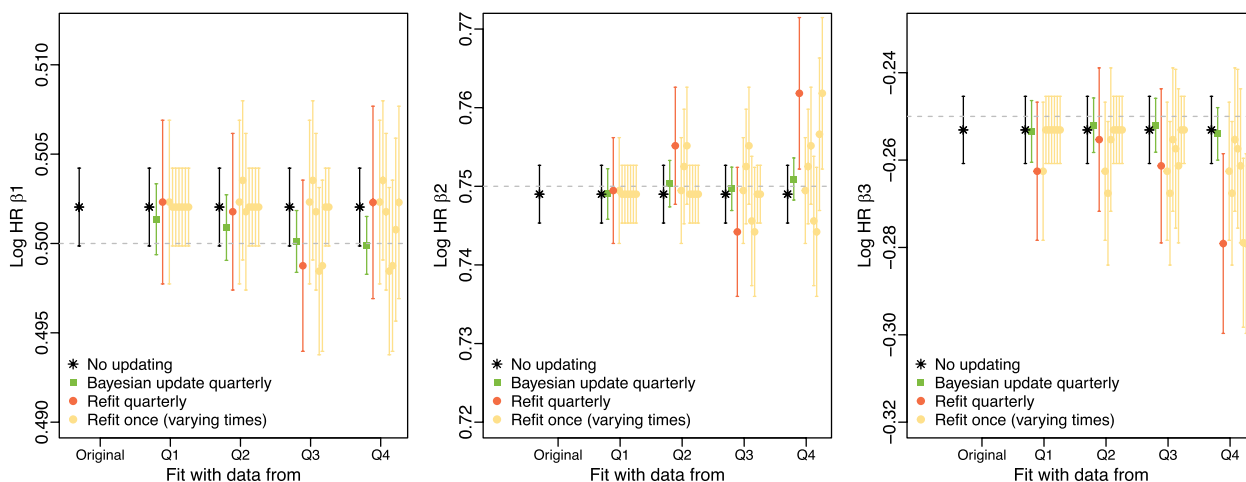 Log HR β1
0.510
0.505
0.500
0.495
0.490
No updating
Bayesian update quarterly
Refit quarterly
Refit once (varying times)
Original Q1 Q2 Q3 Q4
Fit with data from
Log HR β2
0.77
0.76
0.75
0.74
0.73
0.72
No updating
Bayesian update quarterly
Refit quarterly
Refit once (varying times)
Original Q1 Q2 Q3 Q4
Fit with data from
Log HR β3
−0.24
−0.26
−0.28
−0.30
−0.32
No updating
Bayesian update quarterly
Refit quarterly
Refit once (varying times)
Original Q1 Q2 Q3 Q4
Fit with data from